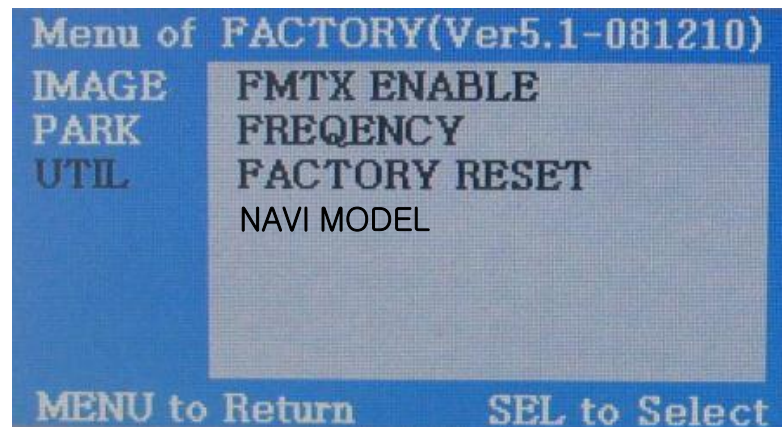 Menu of FACTORY(Ver5.1-081210)
IMAGE FMTX ENABLE
PARK FREQENCY
UTIL FACTORY RESET
NAVI MODEL
MENU to Return SEL to Select